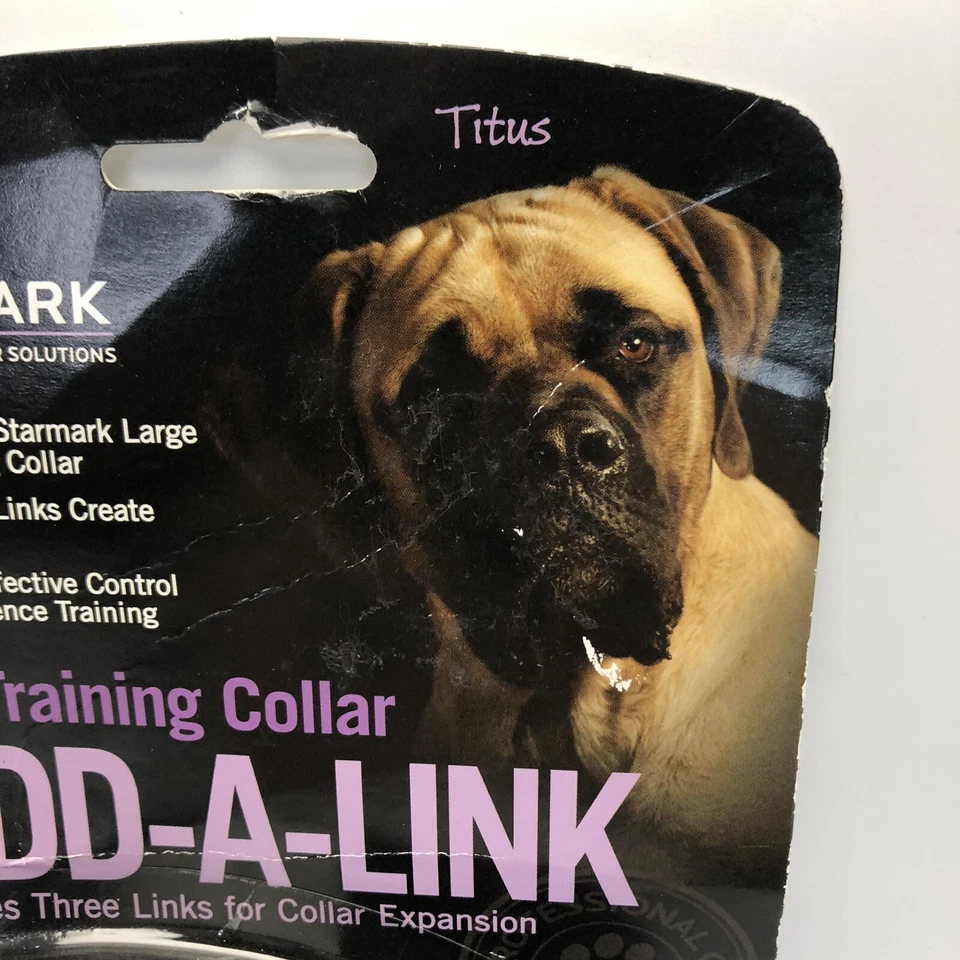 Titus
ARK
R SOLUTIONS
Starmark Large
Collar
Links Create
fective Control
ence Training
Training Collar
DD-A-LINK
es Three Links for Collar Expansion
OFESSIONAL